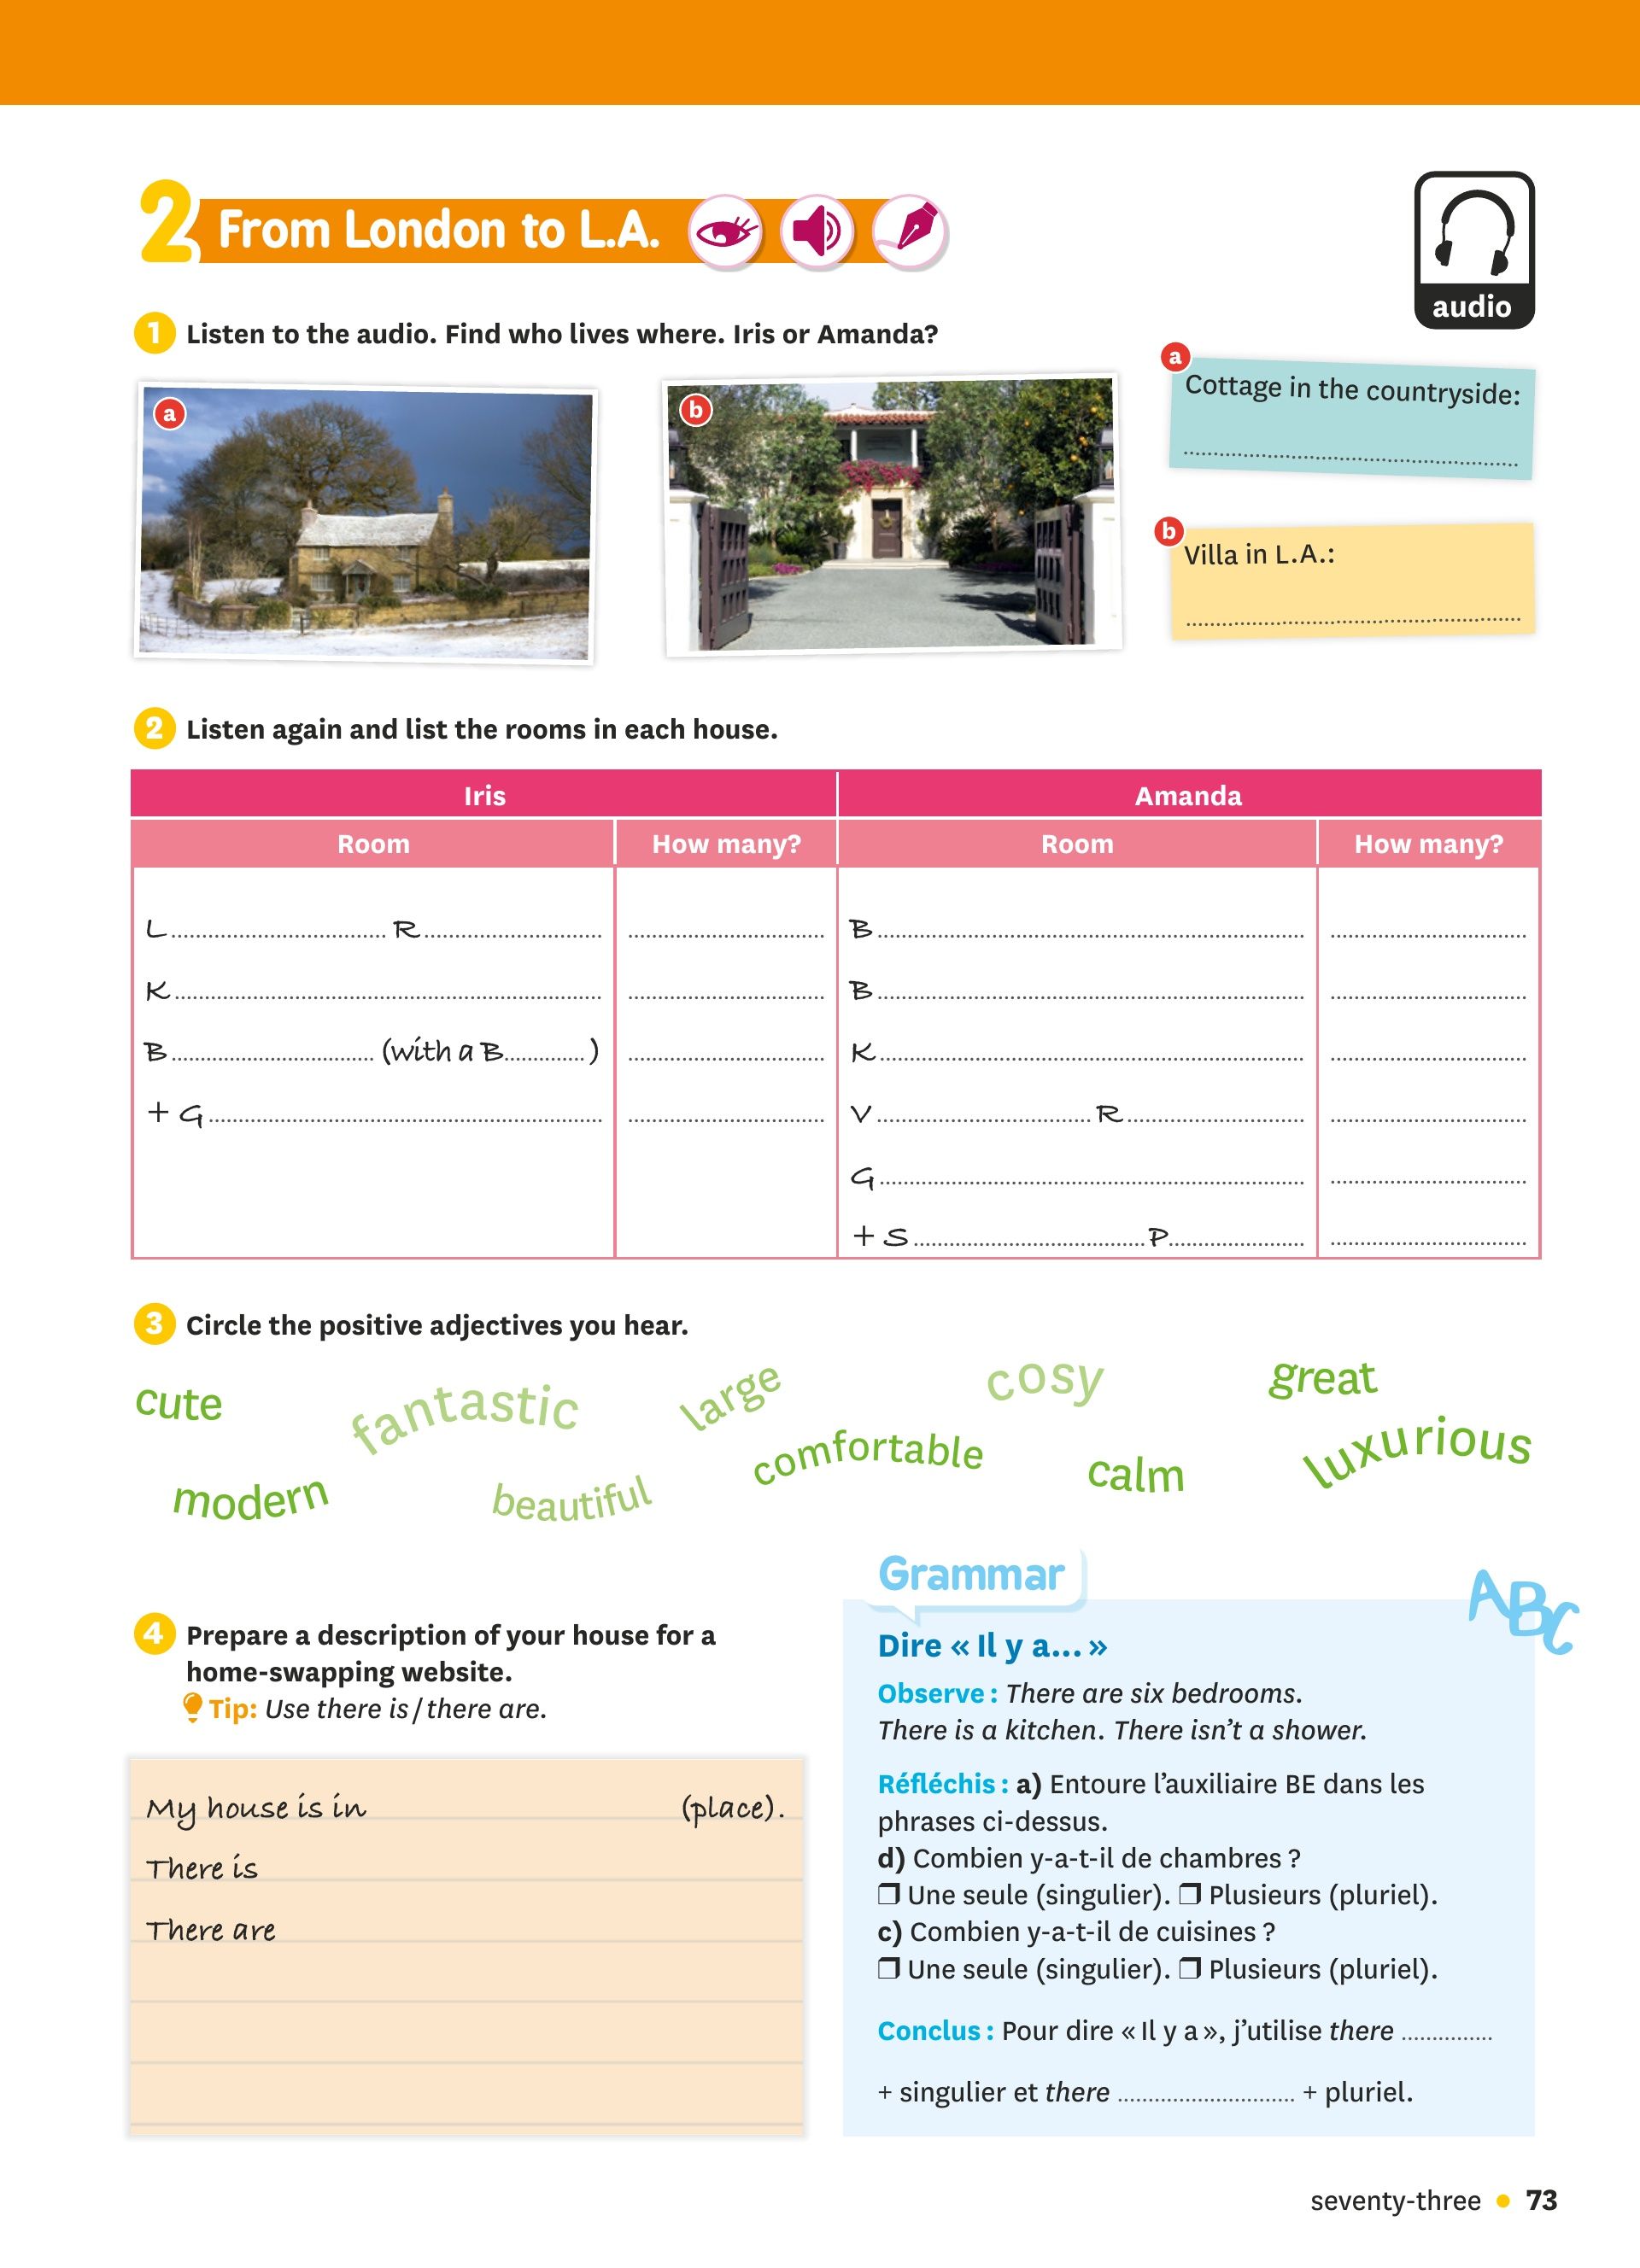 2 From London to L.A.
audio
1 Listen to the audio. Find who lives where. Iris or Amanda?
a
b
a
Cottage in the countryside:
b
Villa in L.A.:
2 Listen again and list the rooms in each house.
Iris Amanda
Room How many? Room How many?
L.................... R.................... .................... B.................... ....................
K.................... .................... B.................... ....................
B.................... (with a B.............) .................... K.................... ....................
+ G.................... .................... V.................... R.................... ....................
G.................... ....................
+ S.................... P.................... ....................
3 Circle the positive adjectives you hear.
cute fantastic large cosy great
modern beautiful comfortable calm luxurious
4 Prepare a description of your house for a
home-swapping website.
Tip: Use there is / there are.
My house is in (place).
There is
There are
Grammar
ABC
Dire « Il y a... »
Observe : There are six bedrooms.
There is a kitchen. There isn't a shower.
Réfléchis : a) Entoure l'auxiliaire BE dans les
phrases ci-dessus.
d) Combien y-a-t-il de chambres ?
❒ Une seule (singulier). ❒ Plusieurs (pluriel).
c) Combien y-a-t-il de cuisines ?
❒ Une seule (singulier). ❒ Plusieurs (pluriel).
Conclus : Pour dire « Il y a », j'utilise there ...............
+ singulier et there ............................. + pluriel.
seventy-three • 73